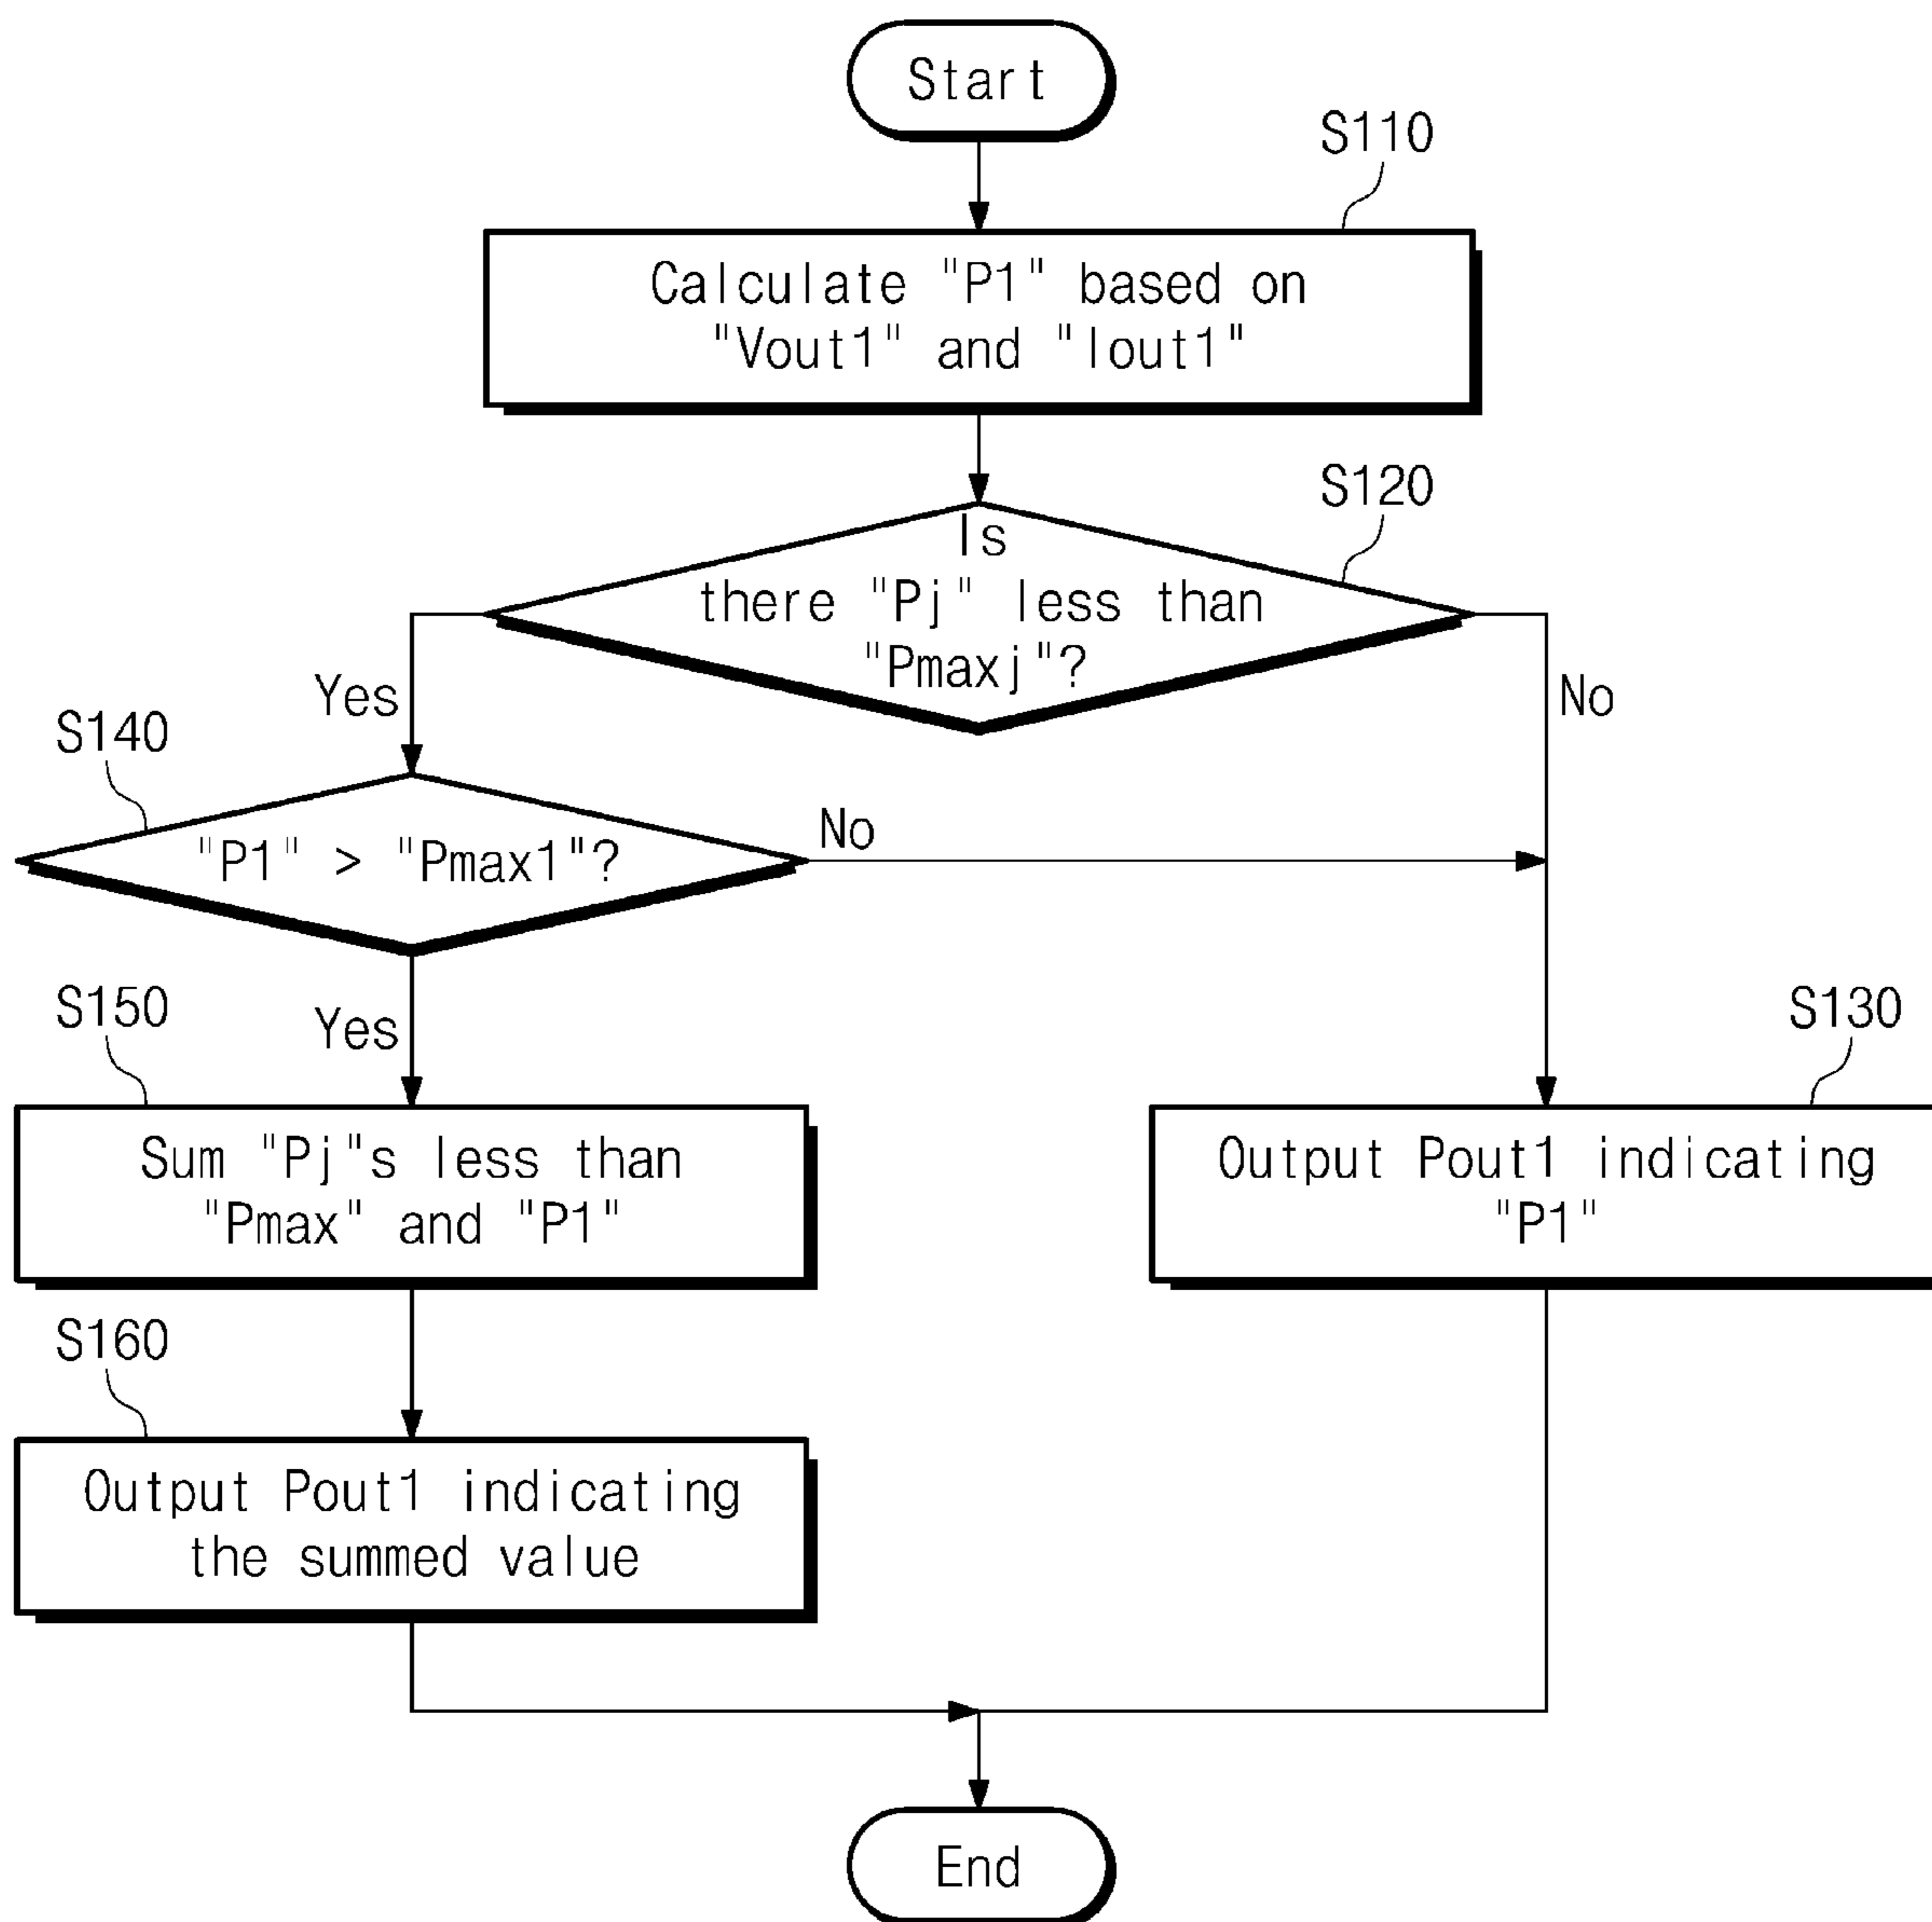 Start
S110
Calculate "P1" based on
"Vout1" and "Iout1"
S120
Is
there "Pj" less than
"Pmaxj"?
Yes
No
S140
"P1" > "Pmax1"?
No
S150
Yes
S130
Sum "Pj"s less than
"Pmax" and "P1"
Output Pout1 indicating
"P1"
S160
Output Pout1 indicating
the summed value
End